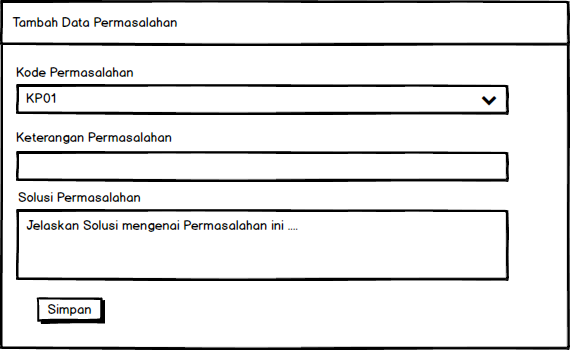 Tambah Data Permasalahan
Kode Permasalahan
KP01
Keterangan Permasalahan
Solusi Permasalahan
Jelaskan Solusi mengenai Permasalahan ini ....
Simpan